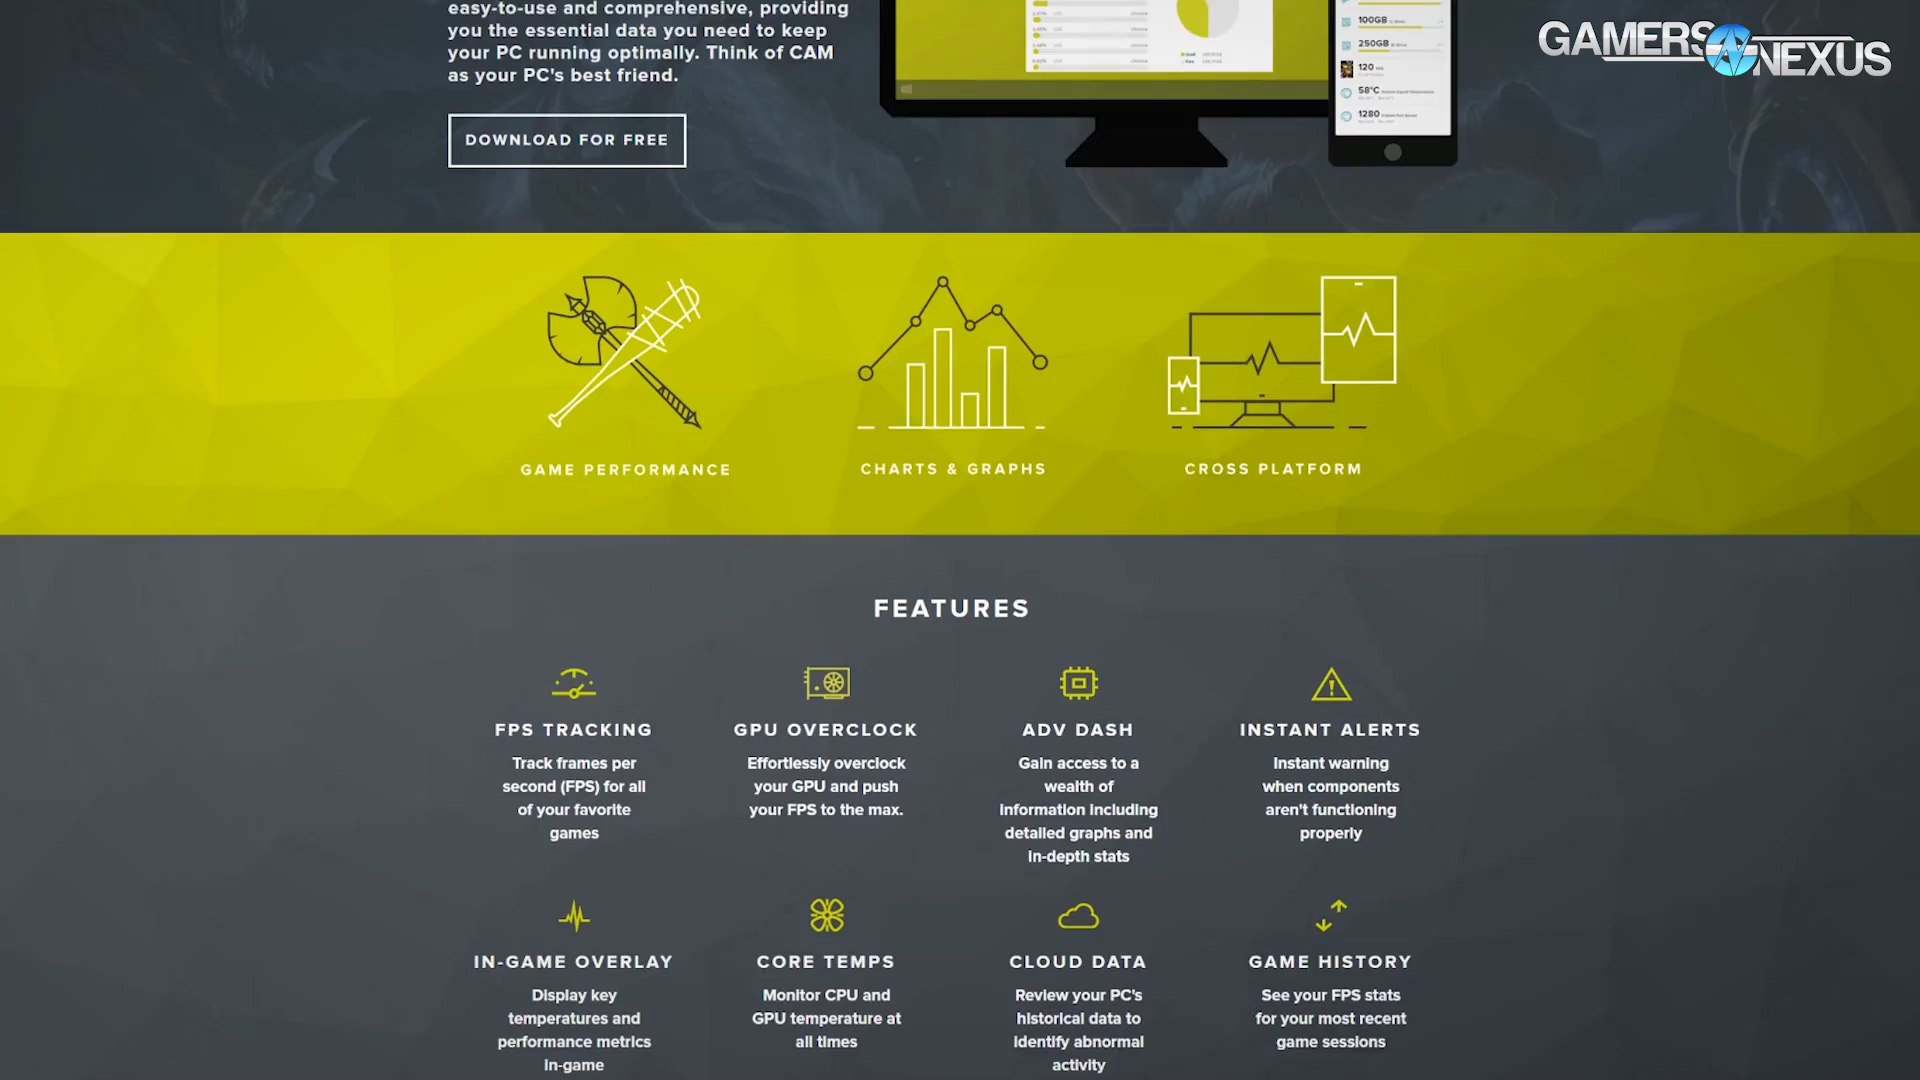 easy-to-use and comprehensive, providing
you the essential data you need to keep
your PC running optimally. Think of CAM
as your PC's best friend.
DOWNLOAD FOR FREE
100GB
250GB
120
58°C
1280
GAMERS NEXUS
GAME PERFORMANCE
CHARTS & GRAPHS
CROSS PLATFORM
FEATURES
FPS TRACKING
Track frames per
second (FPS) for all
of your favorite
games
GPU OVERCLOCK
Effortlessly overclock
your GPU and push
your FPS to the max.
ADV DASH
Gain access to a
wealth of
information including
detailed graphs and
in-depth stats
INSTANT ALERTS
Instant warning
when components
aren't functioning
properly
IN-GAME OVERLAY
Display key
temperatures and
performance metrics
in-game
CORE TEMPS
Monitor CPU and
GPU temperature at
all times
CLOUD DATA
Review your PC's
historical data to
identify abnormal
activity
GAME HISTORY
See your FPS stats
for your most recent
game sessions